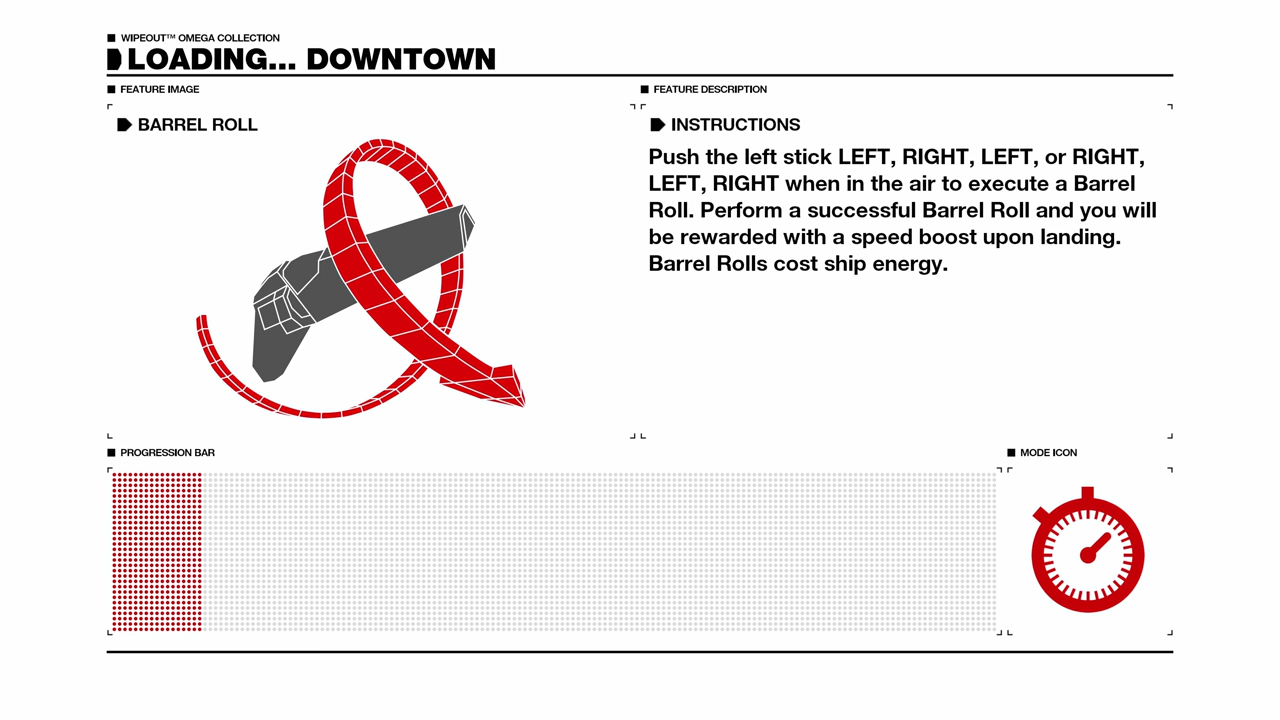 WIPEOUT™ OMEGA COLLECTION
LOADING... DOWNTOWN
FEATURE IMAGE
BARREL ROLL
FEATURE DESCRIPTION
INSTRUCTIONS
Push the left stick LEFT, RIGHT, LEFT, or RIGHT,
LEFT, RIGHT when in the air to execute a Barrel
Roll. Perform a successful Barrel Roll and you will
be rewarded with a speed boost upon landing.
Barrel Rolls cost ship energy.
PROGRESSION BAR
MODE ICON